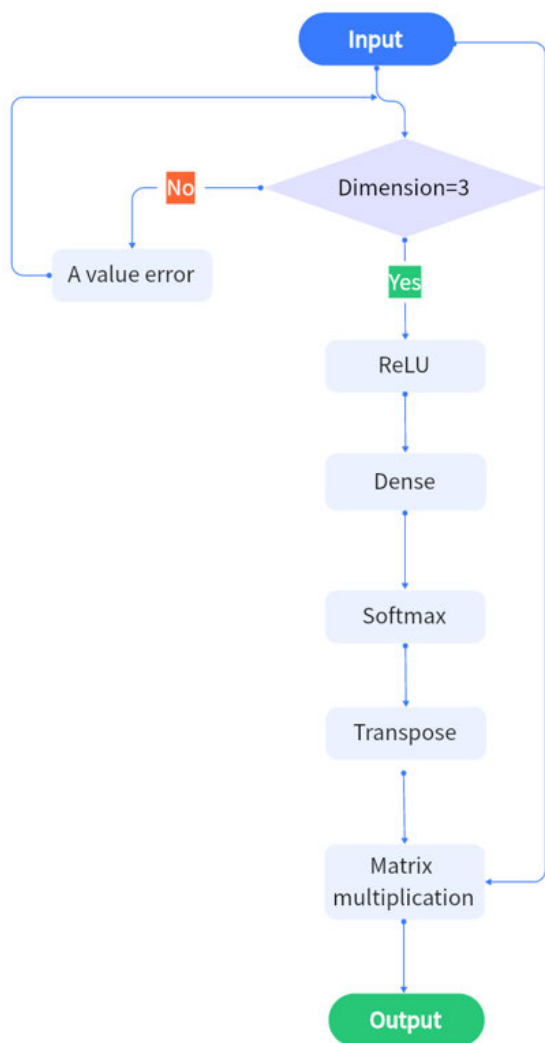 Input
Dimension=3
No
A value error
Yes
ReLU
Dense
Softmax
Transpose
Matrix
multiplication
Output